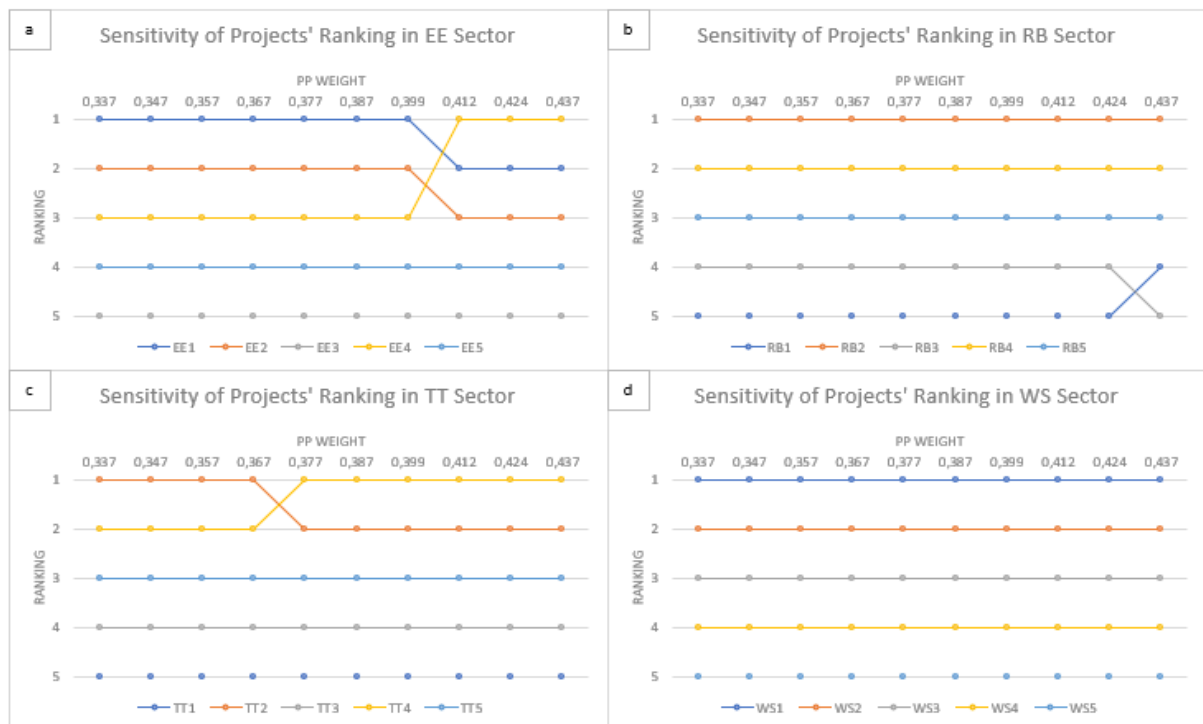 a
Sensitivity of Projects' Ranking in EE Sector
PP WEIGHT
0,337 0,347 0,357 0,367 0,377 0,387 0,399 0,412 0,424 0,437
1
2
3
4
5
RANKING
EE1 EE2 EE3 EE4 EE5
b
Sensitivity of Projects' Ranking in RB Sector
PP WEIGHT
0,337 0,347 0,357 0,367 0,377 0,387 0,399 0,412 0,424 0,437
1
2
3
4
5
RANKING
RB1 RB2 RB3 RB4 RB5
c
Sensitivity of Projects' Ranking in TT Sector
PP WEIGHT
0,337 0,347 0,357 0,367 0,377 0,387 0,399 0,412 0,424 0,437
1
2
3
4
5
RANKING
TT1 TT2 TT3 TT4 TT5
d
Sensitivity of Projects' Ranking in WS Sector
PP WEIGHT
0,337 0,347 0,357 0,367 0,377 0,387 0,399 0,412 0,424 0,437
1
2
3
4
5
RANKING
WS1 WS2 WS3 WS4 WS5